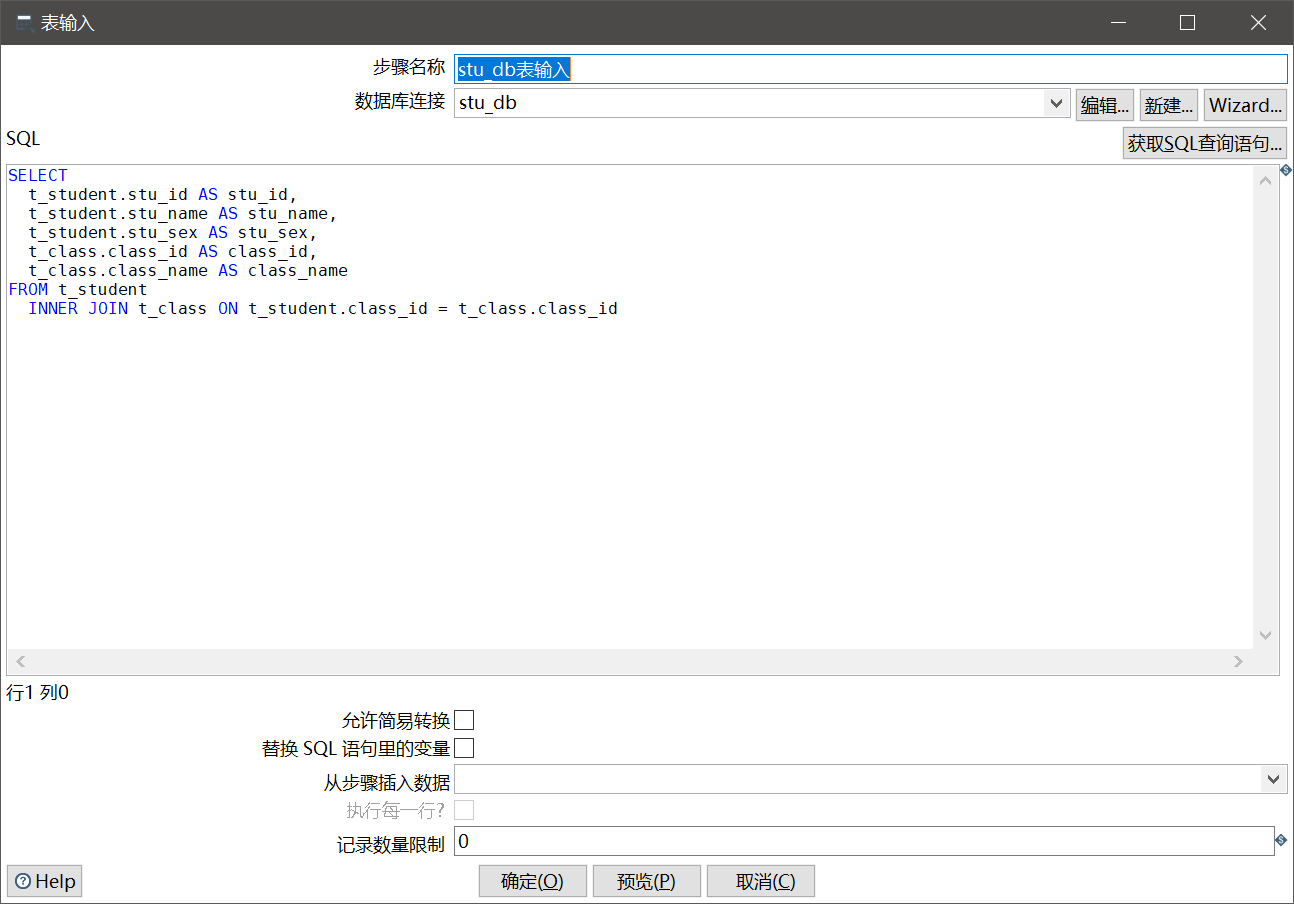 表输入
步骤名称 stu_db表输入
数据库连接 stu_db 编辑... 新建... Wizard...
SQL 获取SQL查询语句...
SELECT
  t_student.stu_id AS stu_id,
  t_student.stu_name AS stu_name,
  t_student.stu_sex AS stu_sex,
  t_class.class_id AS class_id,
  t_class.class_name AS class_name
FROM t_student
  INNER JOIN t_class ON t_student.class_id = t_class.class_id
行1 列0
允许简易转换
替换 SQL 语句里的变量
从步骤插入数据
执行每一行?
记录数量限制 0
Help 确定(O) 预览(P) 取消(C)